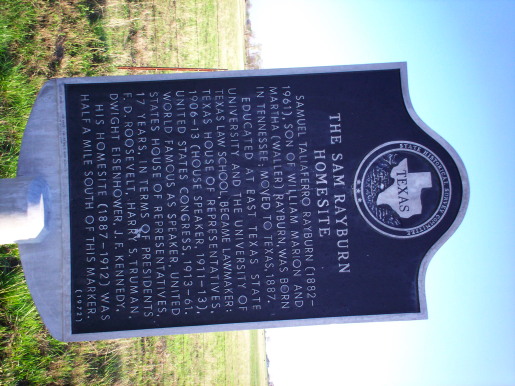 STATE HISTORICAL SURVEY COMMITTEE
TEXAS
THE SAM RAYBURN
HOMESITE
SAMUEL TALIAFERRO RAYBURN (1882-
1961), SON OF WILLIAM MARION AND
MARTHA (WALLER) RAYBURN, WAS BORN
IN TENNESSEE, MOVED TO TEXAS, 1887.
EDUCATED AT EAST TEXAS STATE
UNIVERSITY AND THE UNIVERSITY OF
TEXAS LAW SCHOOL. BECAME LAWMAKER:
TEXAS HOUSE OF REPRESENTATIVES,
1906-13 (HOUSE SPEAKER, 1911-13);
UNITED STATES CONGRESS, 1913-61.
WORLD FAMOUS AS SPEAKER, UNITED
STATES HOUSE OF REPRESENTATIVES,
17 YEARS, IN TERMS OF PRESIDENTS
F. D. ROOSEVELT, HARRY S. TRUMAN,
DWIGHT EISENHOWER, J. F. KENNEDY.
HIS HOMESITE (1887-1912) WAS
HALF A MILE SOUTH OF THIS MARKER.
(1972)